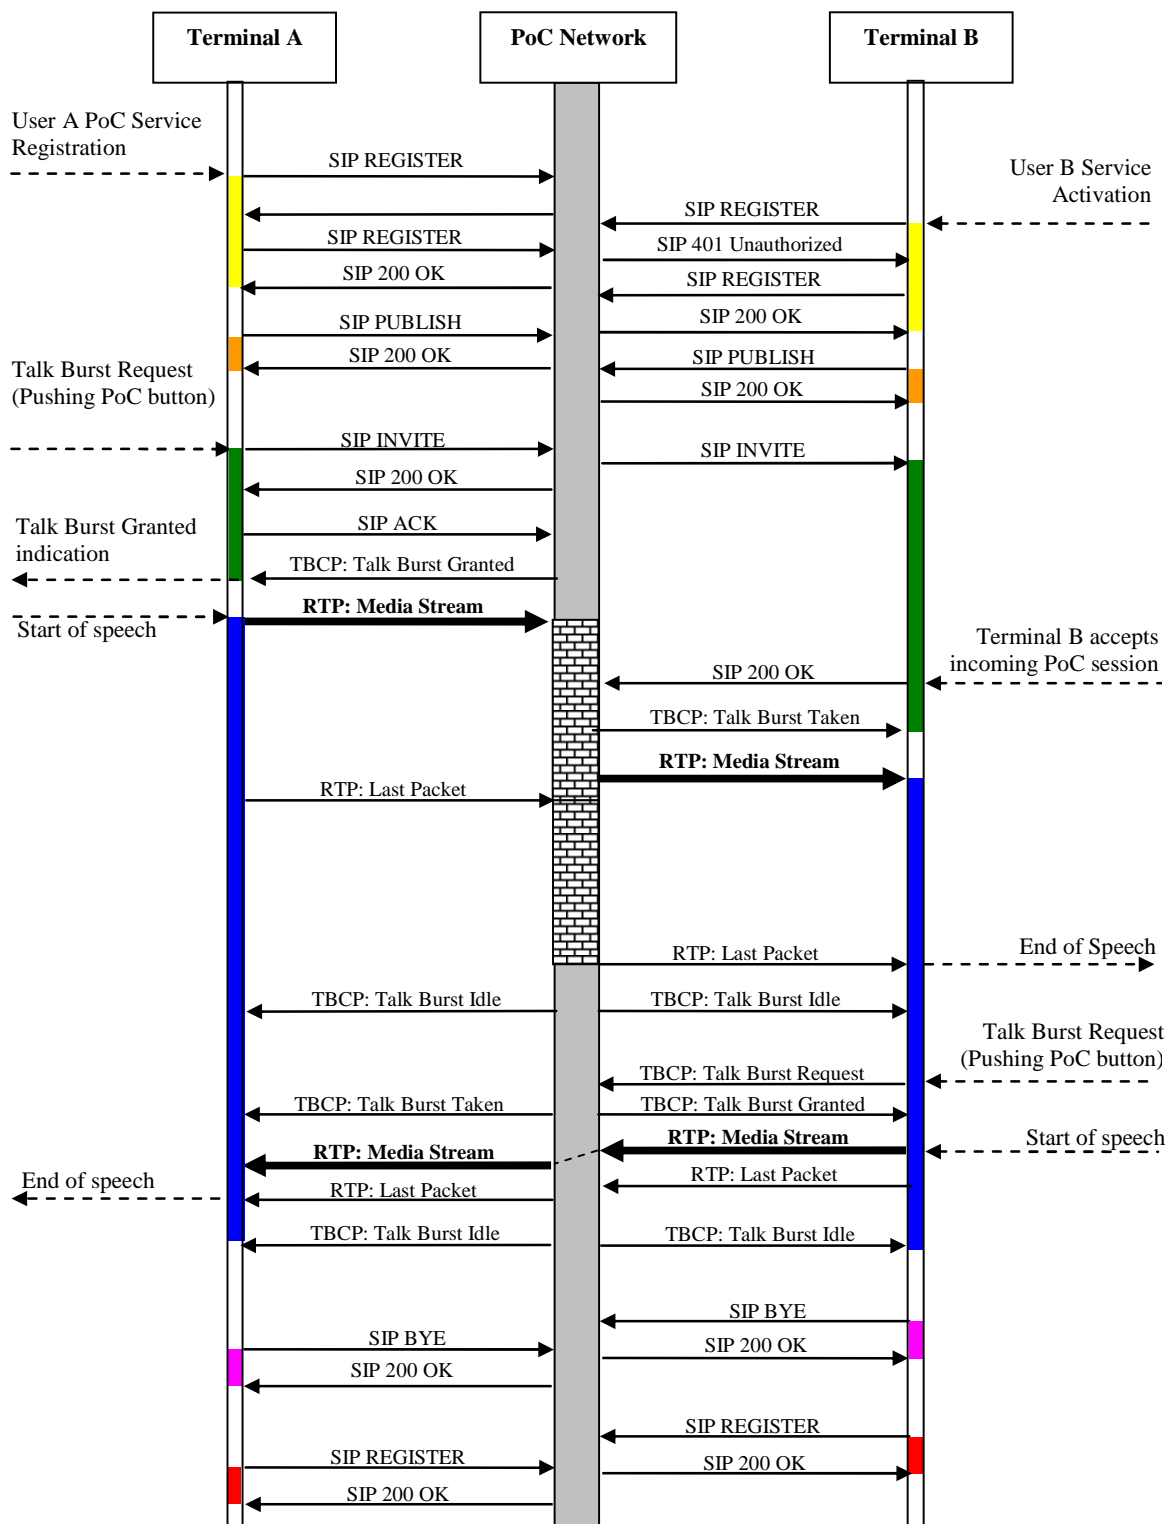 Terminal A
PoC Network
Terminal B
User A PoC Service
Registration
SIP REGISTER
User B Service
Activation
SIP REGISTER
SIP REGISTER
SIP 401 Unauthorized
SIP 200 OK
SIP REGISTER
SIP PUBLISH
SIP 200 OK
SIP 200 OK
SIP PUBLISH
Talk Burst Request
(Pushing PoC button)
SIP 200 OK
SIP INVITE
SIP INVITE
SIP 200 OK
Talk Burst Granted
indication
SIP ACK
TBCP: Talk Burst Granted
RTP: Media Stream
Start of speech
Terminal B accepts
incoming PoC session
SIP 200 OK
TBCP: Talk Burst Taken
RTP: Media Stream
RTP: Last Packet
RTP: Last Packet
End of Speech
TBCP: Talk Burst Idle
TBCP: Talk Burst Idle
Talk Burst Request
(Pushing PoC button)
TBCP: Talk Burst Request
TBCP: Talk Burst Taken
TBCP: Talk Burst Granted
RTP: Media Stream
Start of speech
RTP: Media Stream
End of speech
RTP: Last Packet
RTP: Last Packet
TBCP: Talk Burst Idle
TBCP: Talk Burst Idle
SIP BYE
SIP BYE
SIP 200 OK
SIP 200 OK
SIP REGISTER
SIP REGISTER
SIP 200 OK
SIP 200 OK